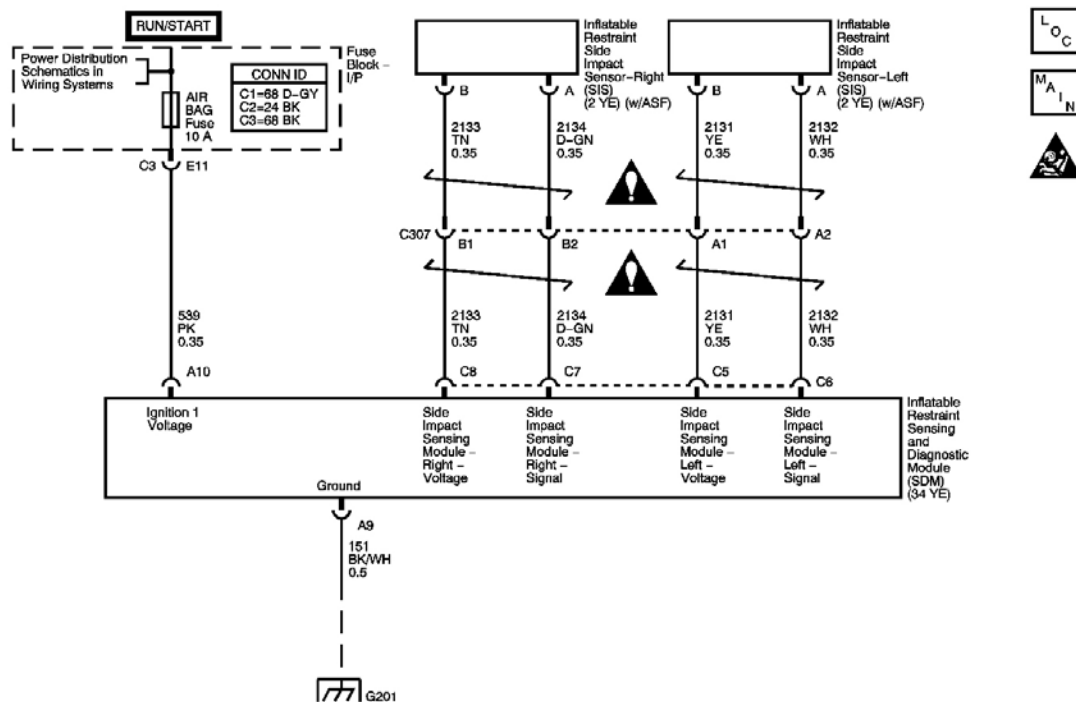 RUN/START
Power Distribution
Schematics in
Wiring Systems
Fuse
Block –
I/P
CONN ID
C1=68 D–GY
C2=24 BK
C3=68 BK
AIR
BAG
Fuse
10 A
C3
E11
539
PK
0.35
A10
Inflatable
Restraint
Side
Impact
Sensor–Right
(SIS)
(2 YE) (w/ASF)
Inflatable
Restraint
Side
Impact
Sensor–Left
(SIS)
(2 YE) (w/ASF)
B
A
B
A
2133
TN
0.35
2134
D–GN
0.35
2131
YE
0.35
2132
WH
0.35
C307
B1
B2
A1
A2
2133
TN
0.35
2134
D–GN
0.35
2131
YE
0.35
2132
WH
0.35
C8
C7
C5
C6
Ignition 1
Voltage
Side
Impact
Sensing
Module –
Right –
Voltage
Side
Impact
Sensing
Module –
Right –
Signal
Side
Impact
Sensing
Module –
Left –
Voltage
Side
Impact
Sensing
Module –
Left –
Signal
Inflatable
Restraint
Sensing
and
Diagnostic
Module
(SDM)
(34 YE)
Ground
A9
151
BK/WH
0.5
G201
LOC
MAIN